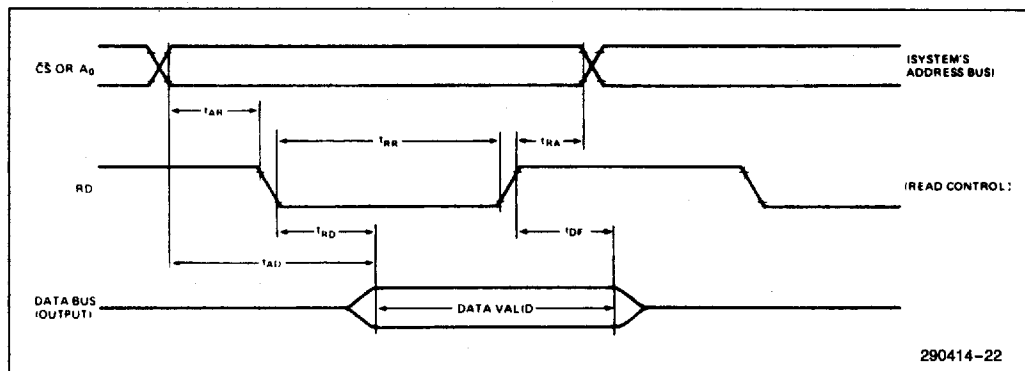 C̅S̅ OR A₀
(SYSTEM'S
ADDRESS BUS)
tAR
tRR
tRA
RD
(READ CONTROL)
tRD
tDF
tAD
DATA BUS
(OUTPUT)
DATA VALID
290414-22